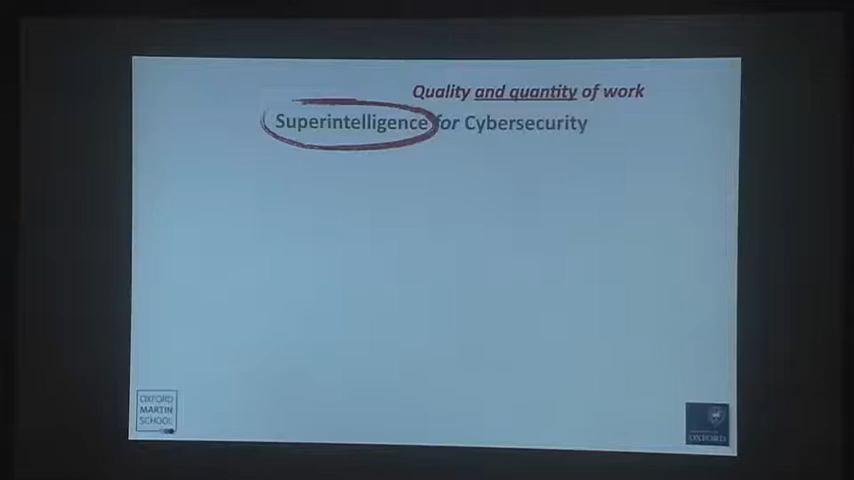 Quality and quantity of work
Superintelligence for Cybersecurity
OXFORD
MARTIN
SCHOOL
OXFORD